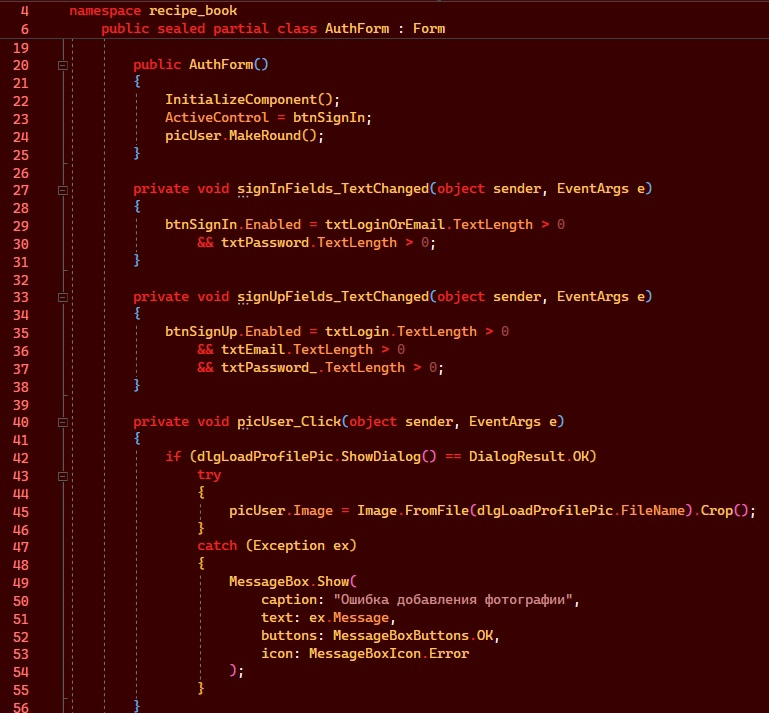 4 namespace recipe_book
6 public sealed partial class AuthForm : Form
19
20 public AuthForm()
21 {
22 InitializeComponent();
23 ActiveControl = btnSignIn;
24 picUser.MakeRound();
25 }
26
27 private void signInFields_TextChanged(object sender, EventArgs e)
28 {
29 btnSignIn.Enabled = txtLoginOrEmail.TextLength > 0
30 && txtPassword.TextLength > 0;
31 }
32
33 private void signUpFields_TextChanged(object sender, EventArgs e)
34 {
35 btnSignUp.Enabled = txtLogin.TextLength > 0
36 && txtEmail.TextLength > 0
37 && txtPassword_.TextLength > 0;
38 }
39
40 private void picUser_Click(object sender, EventArgs e)
41 {
42 if (dlgLoadProfilePic.ShowDialog() == DialogResult.OK)
43 try
44 {
45 picUser.Image = Image.FromFile(dlgLoadProfilePic.FileName).Crop();
46 }
47 catch (Exception ex)
48 {
49 MessageBox.Show(
50 caption: "Ошибка добавления фотографии",
51 text: ex.Message,
52 buttons: MessageBoxButtons.OK,
53 icon: MessageBoxIcon.Error
54 );
55 }
56 }